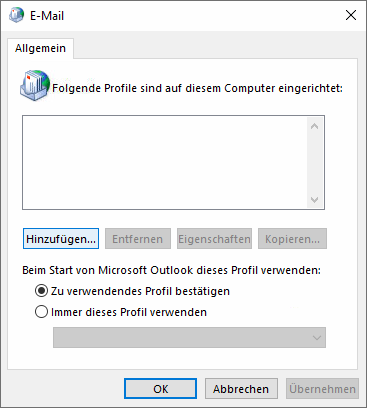 E-Mail
Allgemein
Folgende Profile sind auf diesem Computer eingerichtet:
Hinzufügen... Entfernen Eigenschaften Kopieren...
Beim Start von Microsoft Outlook dieses Profil verwenden:
Zu verwendendes Profil bestätigen
Immer dieses Profil verwenden
OK Abbrechen Übernehmen